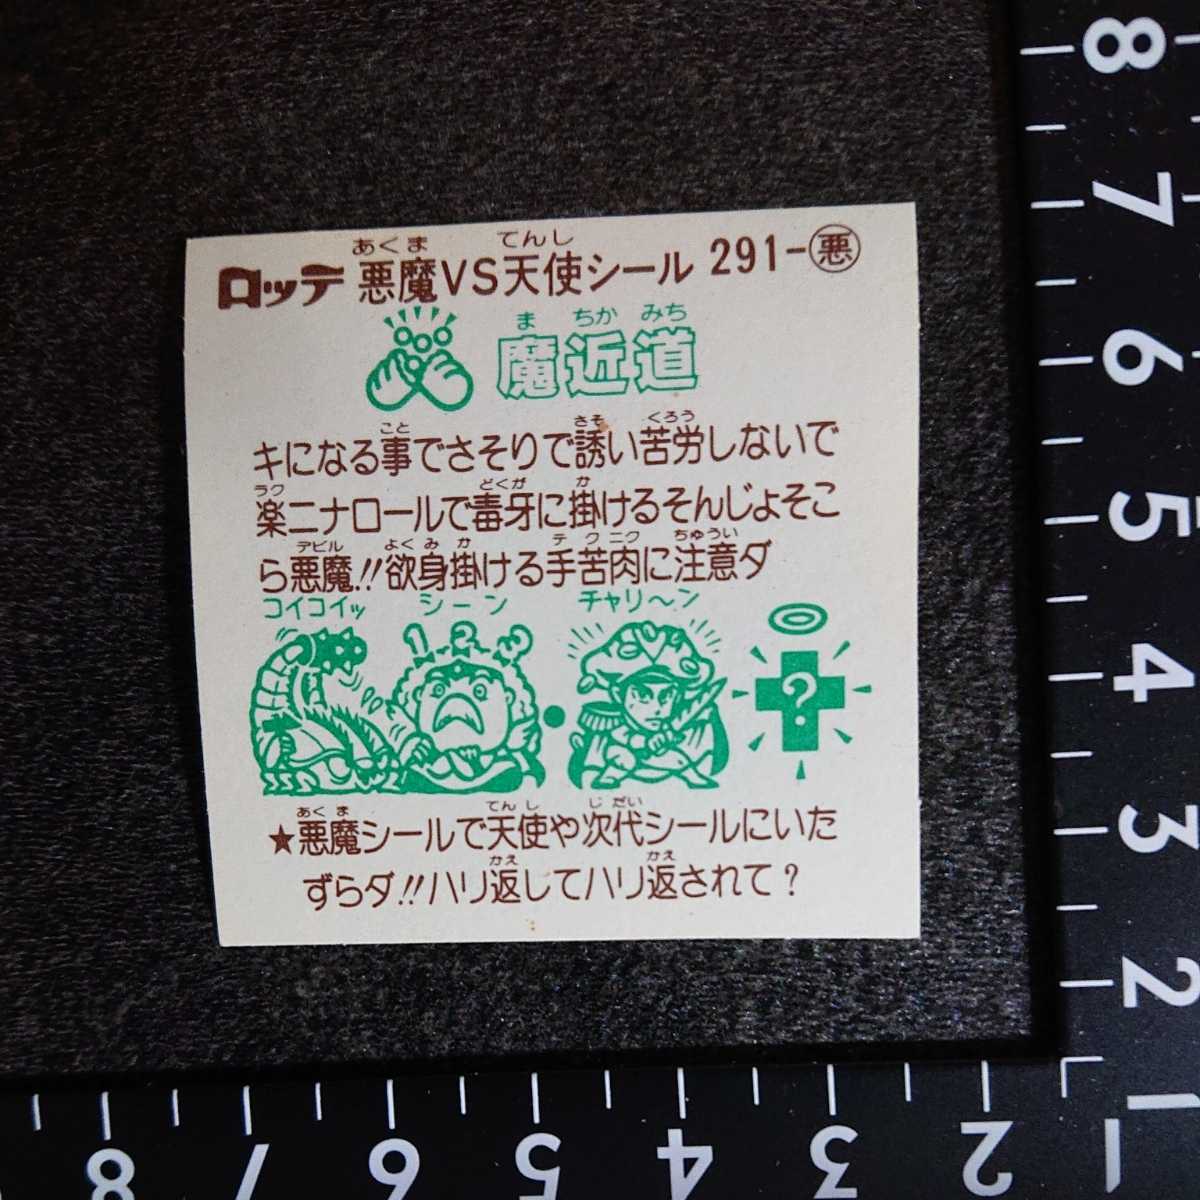 ロッテ 悪魔VS天使シール 291-悪
あくま てんし
魔近道
ま ちか みち
キになる事でさそりで誘い苦労しないで
こと さそ くろう
楽ニナロールで毒牙に掛けるそんじょそこ
ラク どくが か
ら悪魔!!欲身掛ける手苦肉に注意ダ
デビル よくみか テクニク ちゅうい
コイコイッ シーン チャリ〜ン
1 2 3
?
★悪魔シールで天使や次代シールにいた
あくま てんし じだい
ずらダ!!ハリ返してハリ返されて?
かえ かえ
8
7
6
5
4
3
2
1
8 7 6 5 4 3 2 1